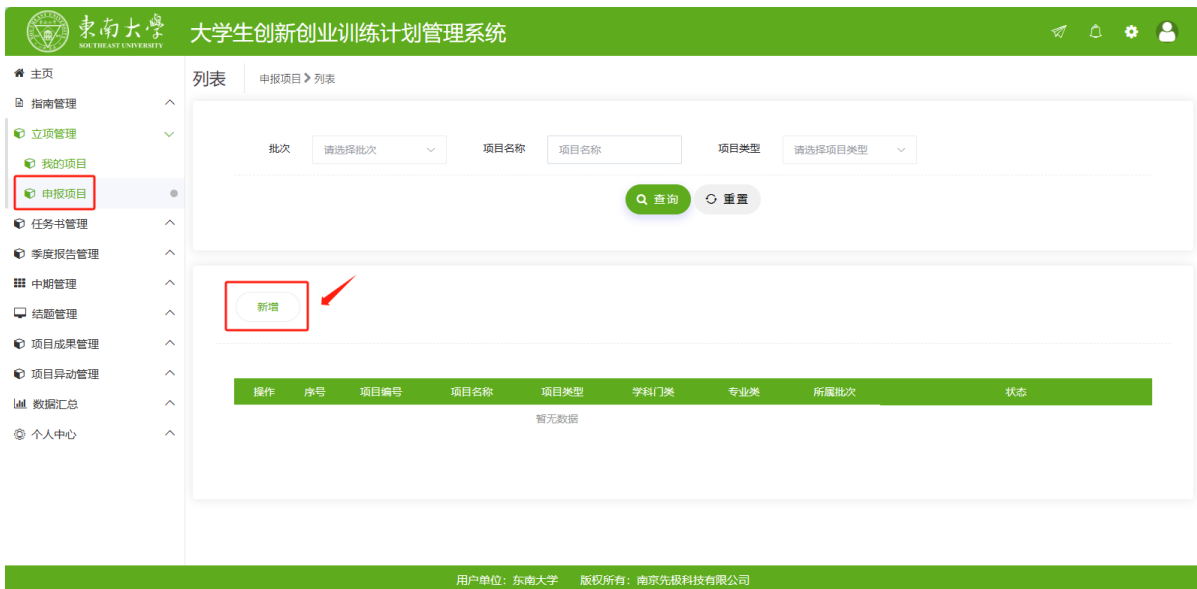 東南大學 大学生创新创业训练计划管理系统
SOUTHEAST UNIVERSITY
主页
指南管理
立项管理
我的项目
申报项目
任务书管理
季度报告管理
中期管理
结题管理
项目成果管理
项目异动管理
数据汇总
个人中心
列表 申报项目 列表
批次 请选择批次 项目名称 项目名称 项目类型 请选择项目类型
查询 重置
新增
操作 序号 项目编号 项目名称 项目类型 学科门类 专业类 所属批次 状态
暂无数据
用户单位：东南大学 版权所有：南京先极科技有限公司